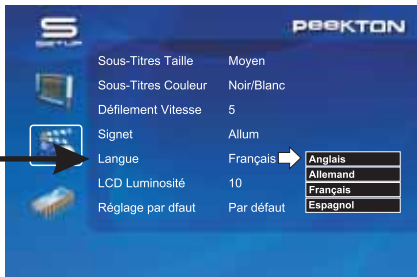 S
SETUP
PEEKTON
Sous-Titres Taille Moyen
Sous-Titres Couleur Noir/Blanc
Défilement Vitesse 5
Signet Allum
Langue Français
Anglais
Allemand
Français
Espagnol
LCD Luminosité 10
Réglage par dfaut Par défaut